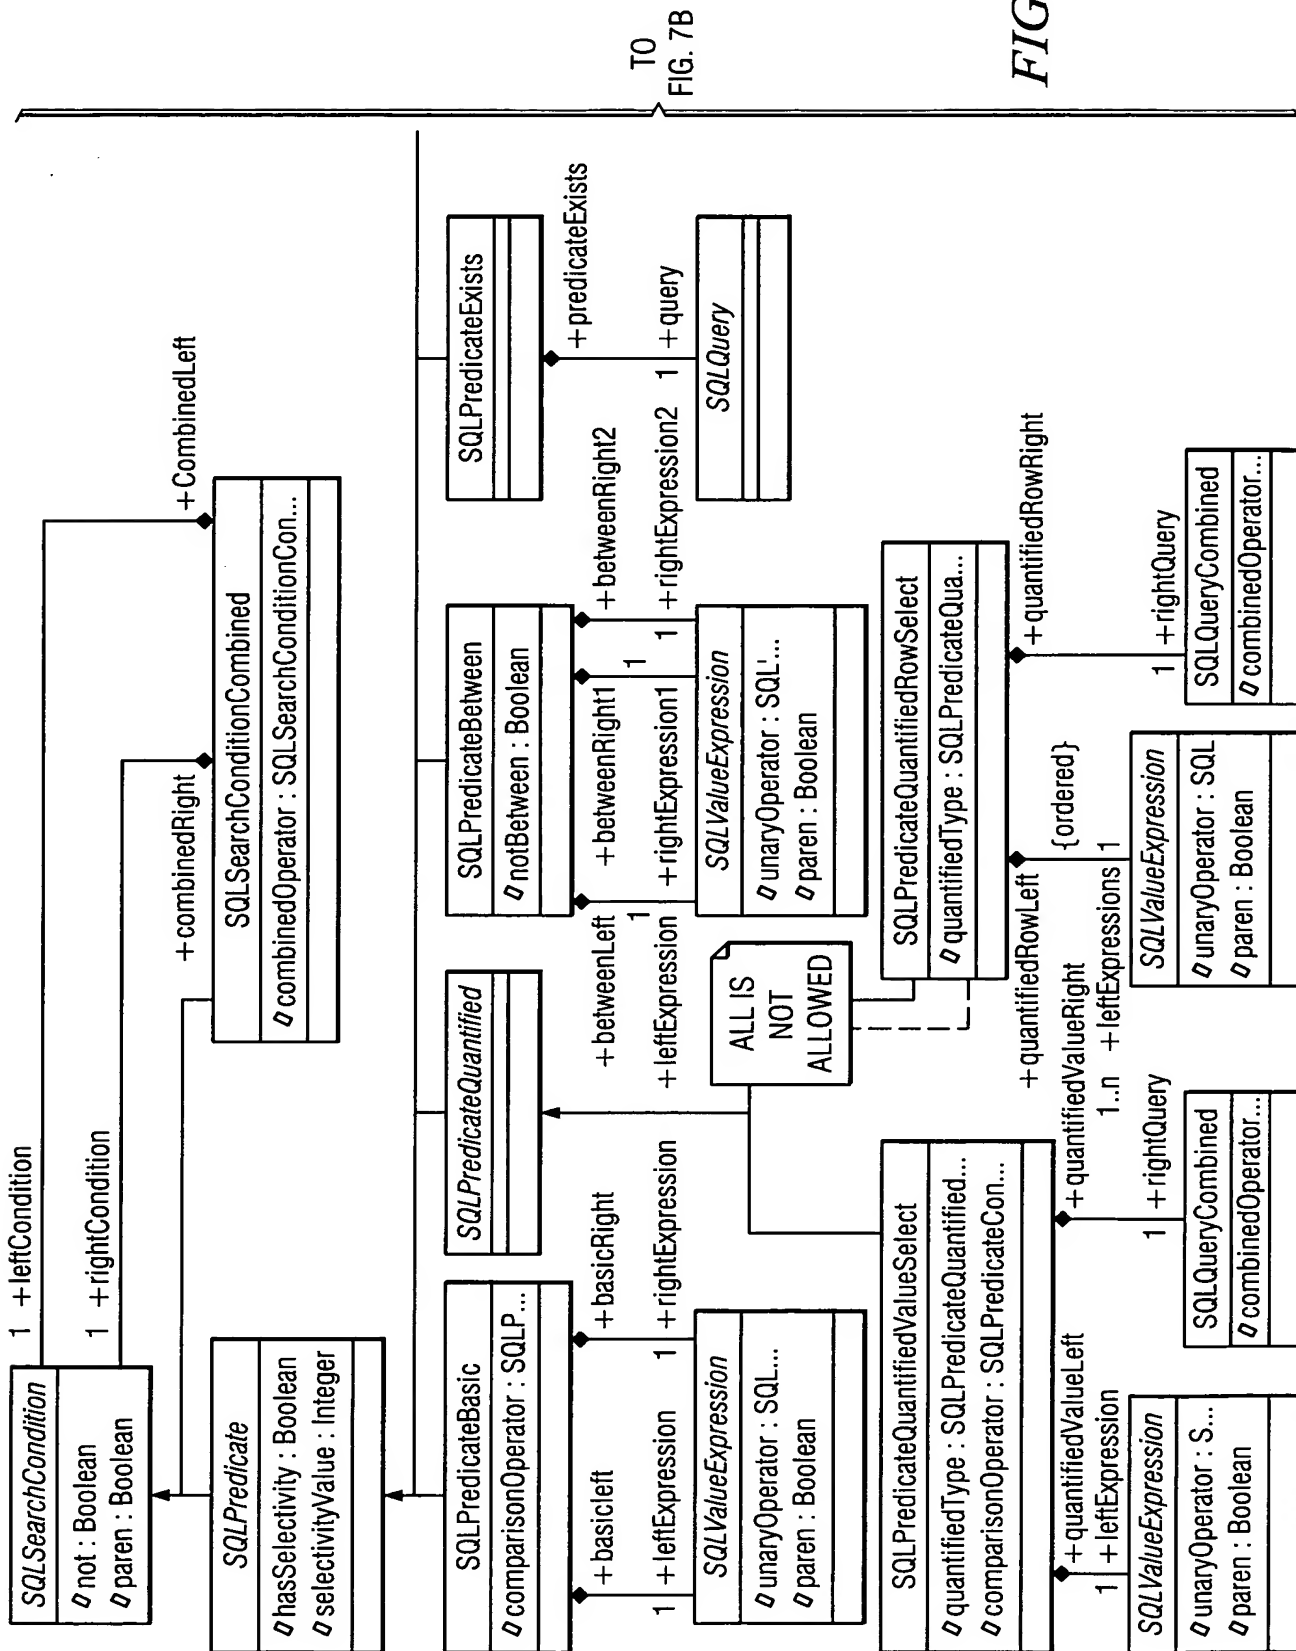 SQLSearchCondition
not : Boolean
paren : Boolean
1 +leftCondition
1 +rightCondition
+combinedRight
+CombinedLeft
SQLSearchConditionCombined
combinedOperator : SQLSearchConditionCon...
SQLPredicate
hasSelectivity : Boolean
selectivityValue : Integer
SQLPredicateBasic
comparisonOperator : SQLP...
+basicleft
1 +leftExpression
+basicRight
1 +rightExpression
SQLValueExpression
unaryOperator : SQL...
paren : Boolean
SQLPredicateQuantified
SQLPredicateBetween
notBetween : Boolean
+betweenLeft
1
+leftExpression
+betweenRight1
1
+rightExpression1
+betweenRight2
1 +rightExpression2
SQLValueExpression
unaryOperator : SQL'...
paren : Boolean
SQLPredicateExists
+predicateExists
1 +query
SQLQuery
ALL IS
NOT
ALLOWED
SQLPredicateQuantifiedValueSelect
quantifiedType : SQLPredicateQuantified...
comparisonOperator : SQLPredicateCon...
+quantifiedValueLeft
1 +leftExpression
+quantifiedValueRight
1 +rightQuery
SQLValueExpression
unaryOperator : S...
paren : Boolean
SQLQueryCombined
combinedOperator...
SQLPredicateQuantifiedRowSelect
quantifiedType : SQLPredicateQua...
+quantifiedRowLeft
{ordered}
1..n +leftExpressions 1
+quantifiedRowRight
1 +rightQuery
SQLValueExpression
unaryOperator : SQL
paren : Boolean
SQLQueryCombined
combinedOperator...
TO
FIG. 7B
FIG